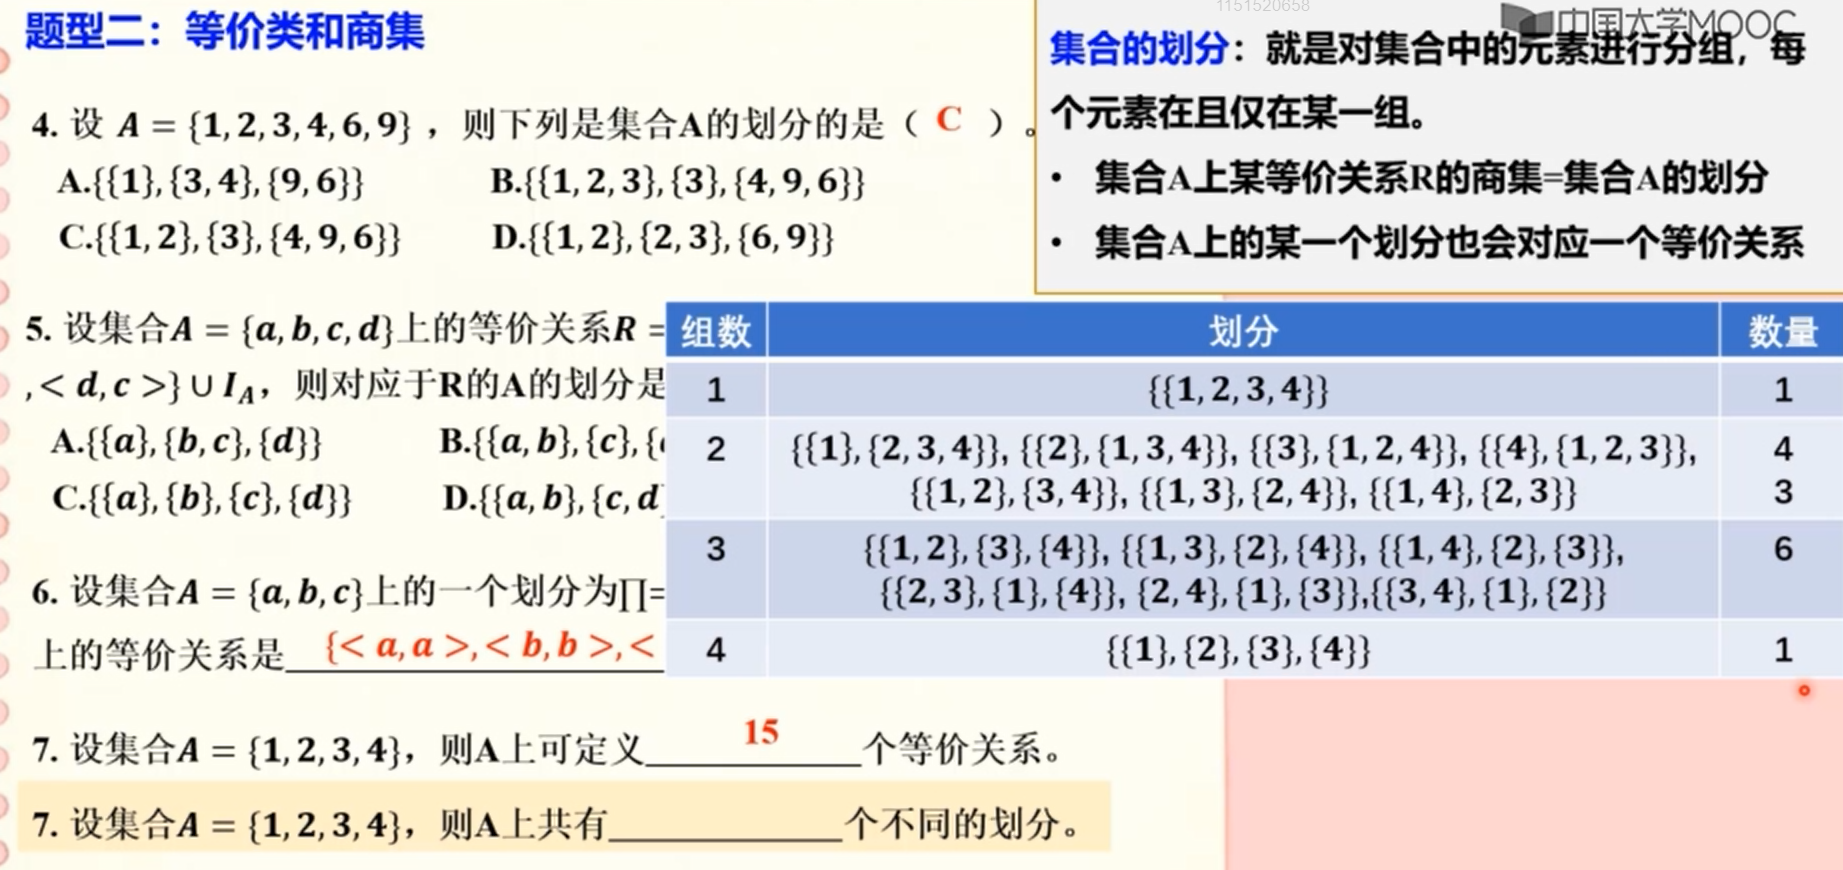 1151520658
中国大学MOOC
题型二：等价类和商集
4. 设 A = {1, 2, 3, 4, 6, 9} ，则下列是集合A的划分的是（ C ）。
A.{{1}, {3, 4}, {9, 6}} B.{{1, 2, 3}, {3}, {4, 9, 6}}
C.{{1, 2}, {3}, {4, 9, 6}} D.{{1, 2}, {2, 3}, {6, 9}}
集合的划分：就是对集合中的元素进行分组，每
个元素在且仅在某一组。
• 集合A上某等价关系R的商集=集合A的划分
• 集合A上的某一个划分也会对应一个等价关系
5. 设集合A = {a, b, c, d}上的等价关系R =
, < d, c >} ∪ I_A，则对应于R的A的划分是
A.{{a}, {b, c}, {d}} B.{{a, b}, {c}, {
C.{{a}, {b}, {c}, {d}} D.{{a, b}, {c, d
组数 划分 数量
1 {{1, 2, 3, 4}} 1
2 {{1}, {2, 3, 4}}, {{2}, {1, 3, 4}}, {{3}, {1, 2, 4}}, {{4}, {1, 2, 3}}, 4
{{1, 2}, {3, 4}}, {{1, 3}, {2, 4}}, {{1, 4}, {2, 3}} 3
3 {{1, 2}, {3}, {4}}, {{1, 3}, {2}, {4}}, {{1, 4}, {2}, {3}}, 6
{{2, 3}, {1}, {4}}, {2, 4}, {1}, {3}},{{3, 4}, {1}, {2}}
4 {{1}, {2}, {3}, {4}} 1
6. 设集合A = {a, b, c}上的一个划分为∏=
上的等价关系是 {< a, a >, < b, b >, <
7. 设集合A = {1, 2, 3, 4}，则A上可定义 15 个等价关系。
7. 设集合A = {1, 2, 3, 4}，则A上共有____________个不同的划分。